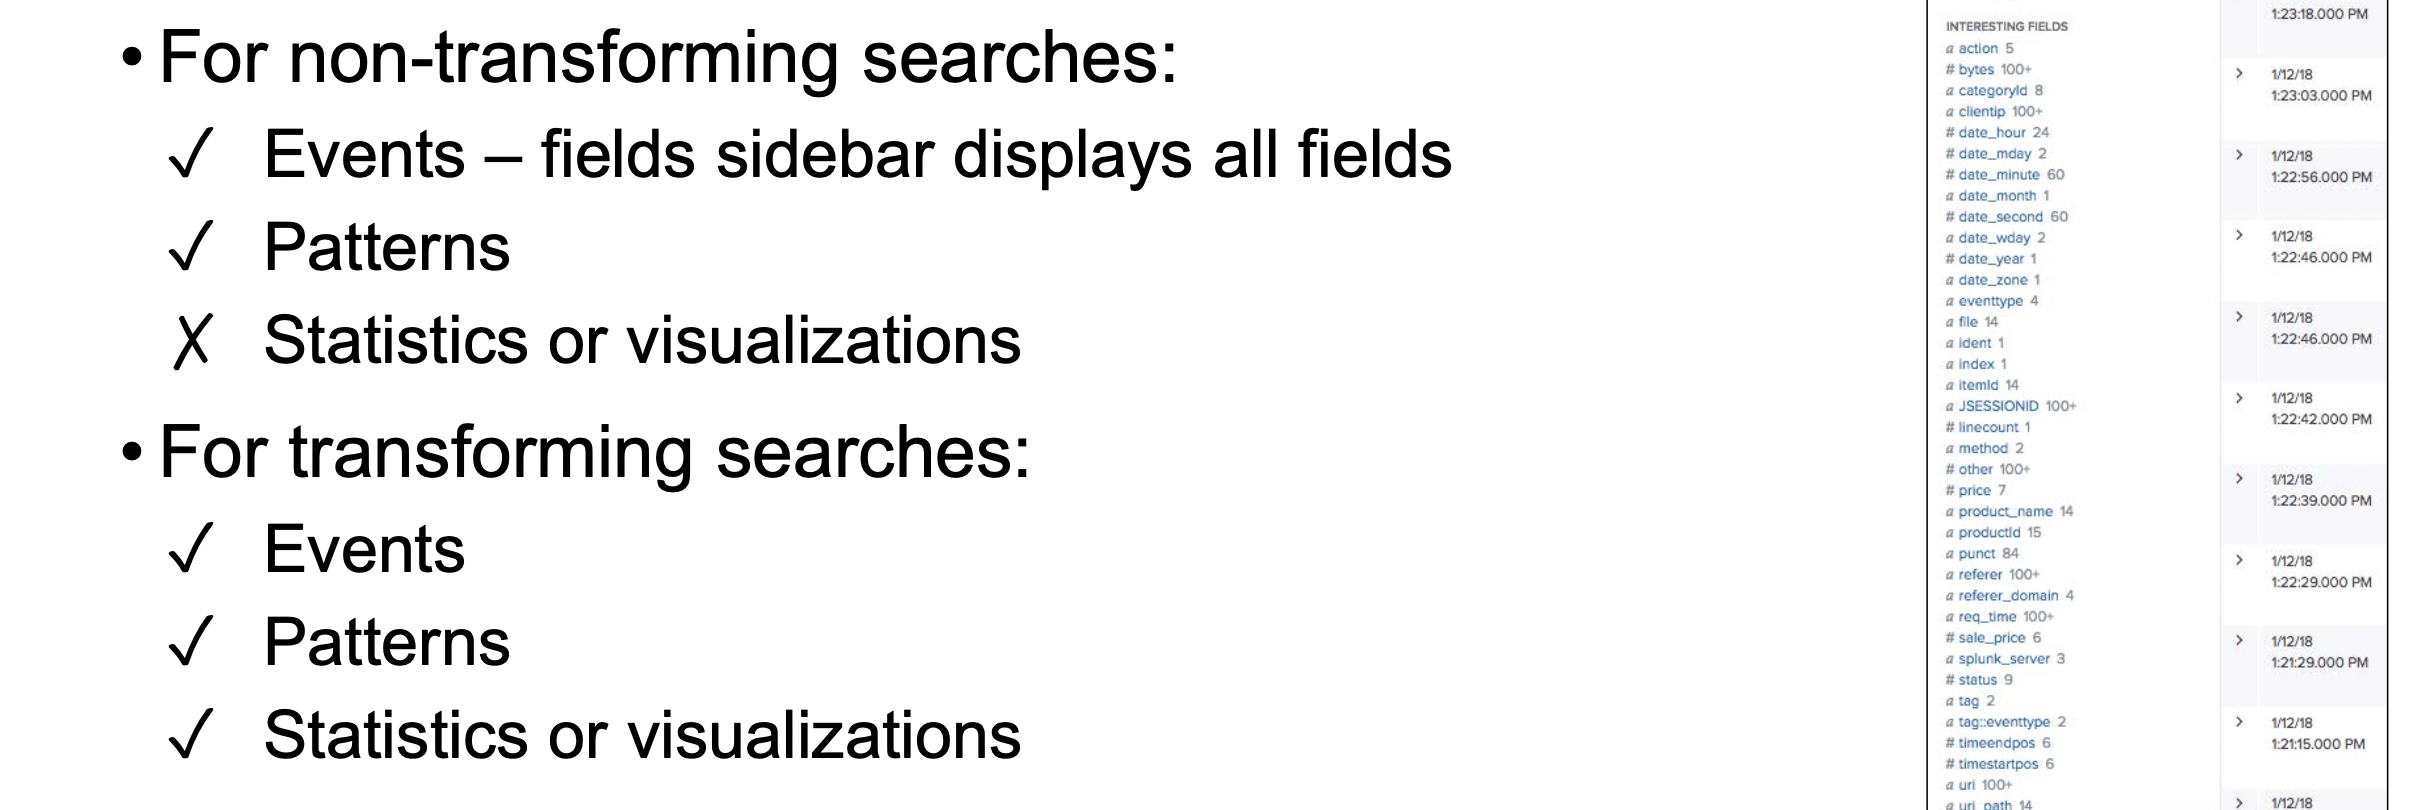 • For non-transforming searches:
✓ Events – fields sidebar displays all fields
✓ Patterns
✗ Statistics or visualizations
• For transforming searches:
✓ Events
✓ Patterns
✓ Statistics or visualizations
INTERESTING FIELDS
a action 5
# bytes 100+
a categoryId 8
a clientip 100+
# date_hour 24
# date_mday 2
# date_minute 60
a date_month 1
# date_second 60
a date_wday 2
# date_year 1
a date_zone 1
a eventtype 4
a file 14
a ident 1
a index 1
a itemId 14
a JSESSIONID 100+
# linecount 1
a method 2
# other 100+
# price 7
a product_name 14
a productId 15
a punct 84
a referer 100+
a referer_domain 4
a req_time 100+
# sale_price 6
a splunk_server 3
# status 9
a tag 2
a tag::eventtype 2
# timeendpos 6
# timestartpos 6
a uri 100+
a uri_path 14
1:23:18.000 PM
> 1/12/18
1:23:03.000 PM
> 1/12/18
1:22:56.000 PM
> 1/12/18
1:22:46.000 PM
> 1/12/18
1:22:46.000 PM
> 1/12/18
1:22:42.000 PM
> 1/12/18
1:22:39.000 PM
> 1/12/18
1:22:29.000 PM
> 1/12/18
1:21:29.000 PM
> 1/12/18
1:21:15.000 PM
> 1/12/18